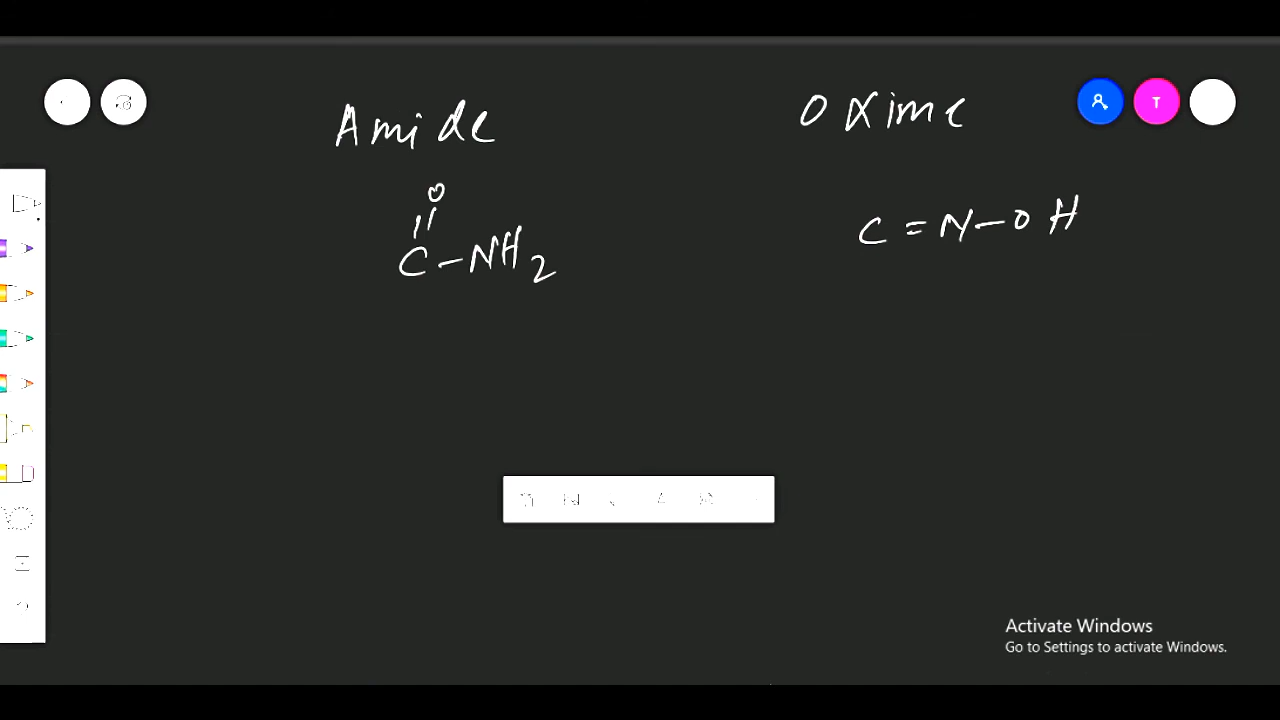 Amide
Oxime
T
O
||
C-NH2
C=N-OH
Activate Windows
Go to Settings to activate Windows.